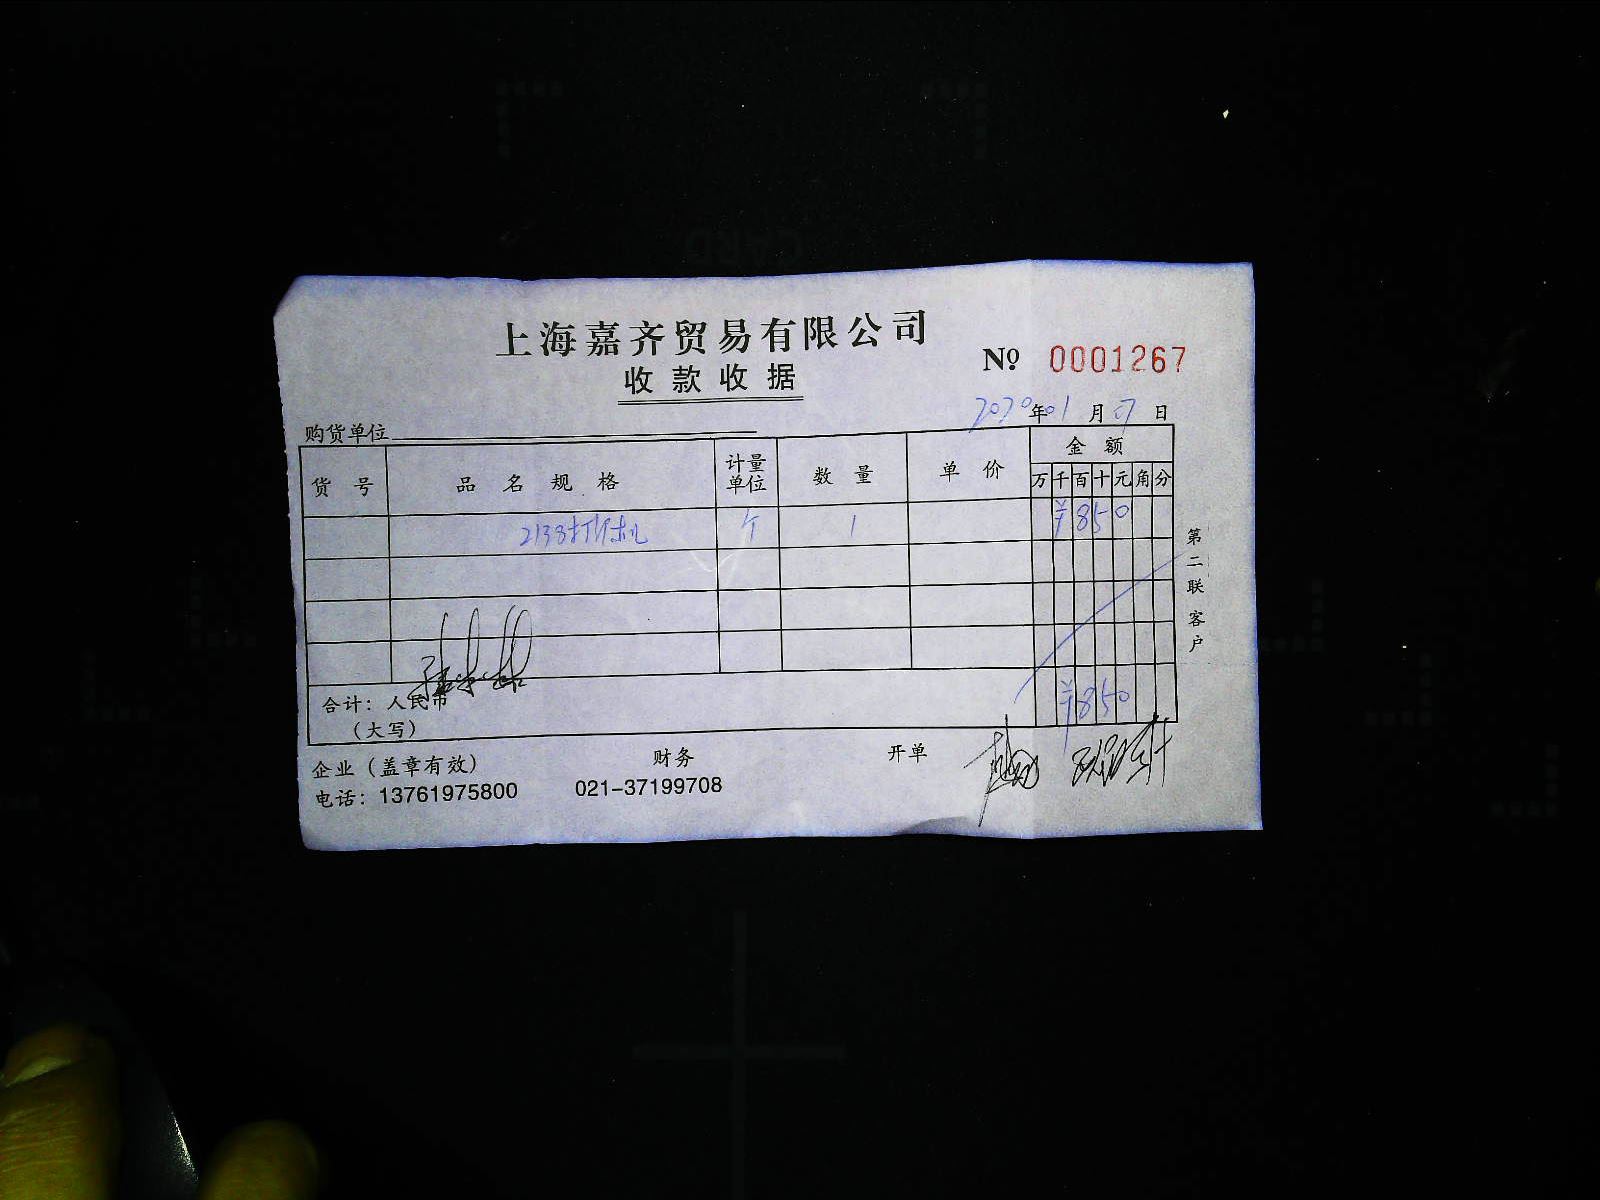 上海嘉齐贸易有限公司
收款收据
№ 0001267
2020年01月07日
购货单位
货号 品名规格 计量单位 数量 单价 金额
万 千 百 十 元 角 分
2138打印机 个 1 ¥850
合计：人民币 ¥850
（大写）
第二联 客户
企业（盖章有效） 财务 开单
电话：13761975800 021-37199708